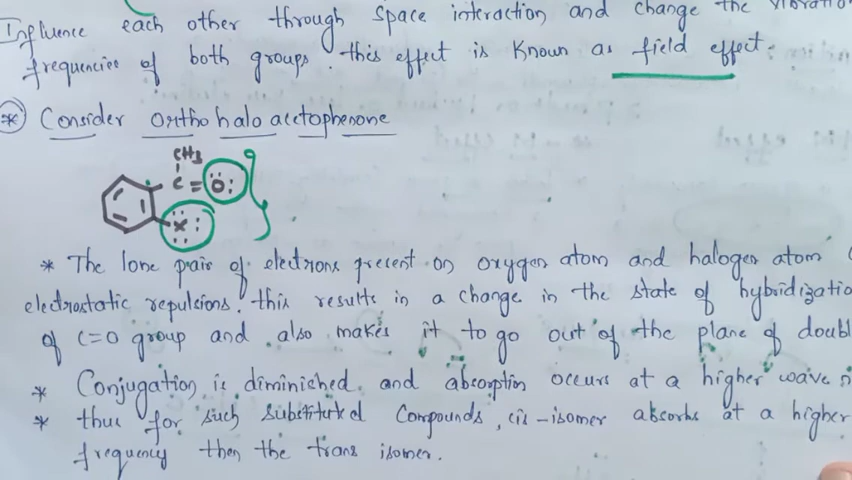 Influence each other through space interaction and change the vibratio
frequencies of both groups. this effect is known as field effect.
* Consider Ortho halo acetophenone
CH3
C = O:
X:
* The lone pair of electrons present on oxygen atom and halogen atom
electrostatic repulsions. this results in a change in the state of hybridizatio
of C=O group and also makes it to go out of the plane of doubl
* Conjugation is diminished and absorption occurs at a higher wave n
* thus for such substituted Compounds, cis-isomer absorbs at a higher
frequency then the trans isomer.